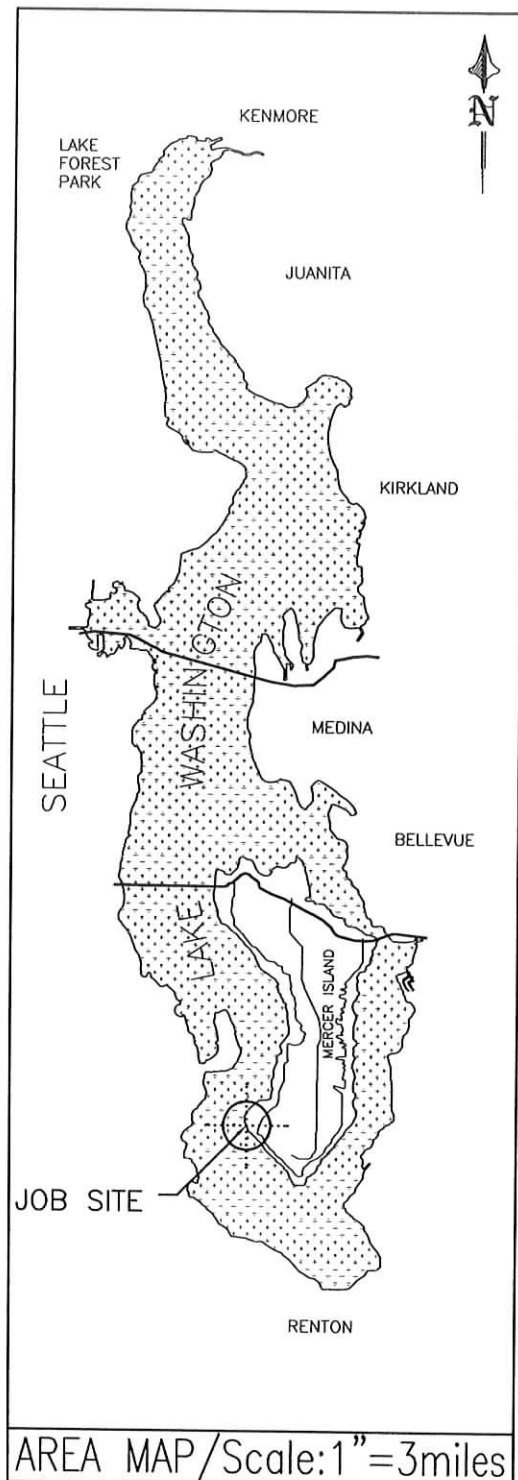 KENMORE
N
LAKE
FOREST
PARK
JUANITA
KIRKLAND
WASHINGTON
SEATTLE
MEDINA
BELLEVUE
LAKE
MERCER ISLAND
JOB SITE
RENTON
AREA MAP/Scale:1"=3miles